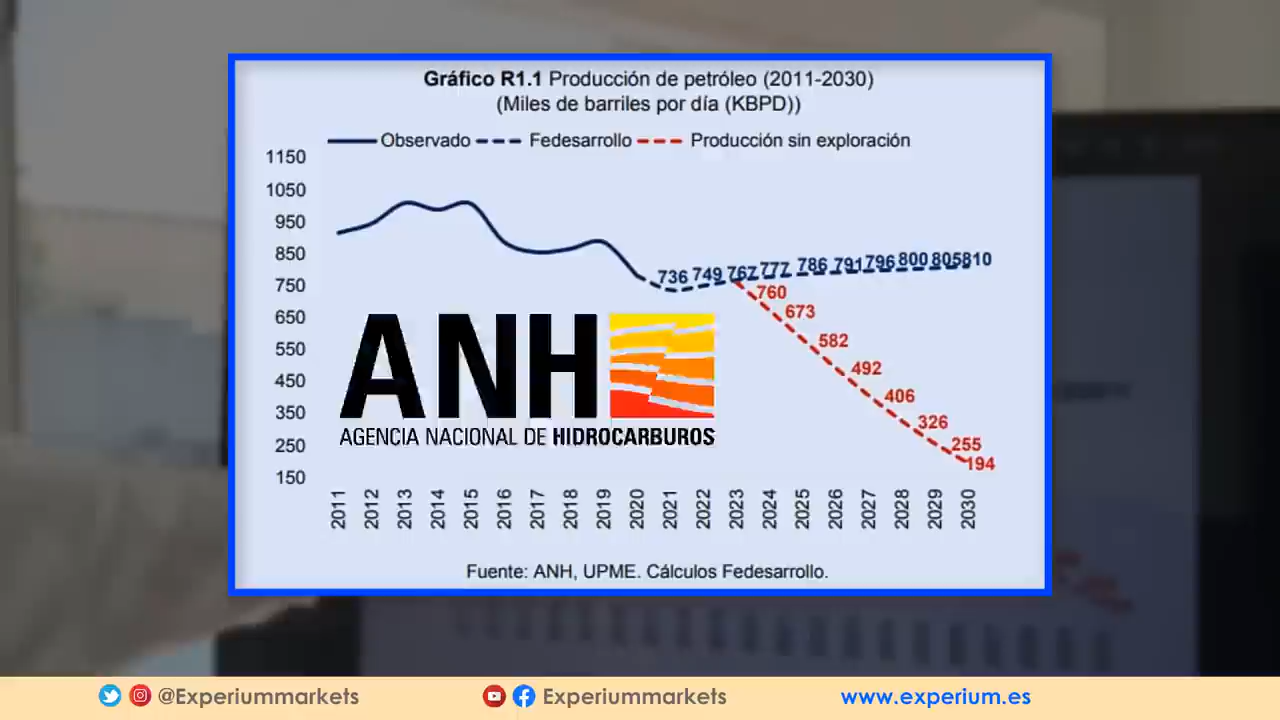 Gráfico R1.1 Producción de petróleo (2011-2030)
(Miles de barriles por día (KBPD))
Observado Fedesarrollo Producción sin exploración
1150
1050
950
850
750
650
550
450
350
250
150
736 749 767 777 786 791 796 800 805 810
760
673
582
492
406
326
255
194
ANH
AGENCIA NACIONAL DE HIDROCARBUROS
2011 2012 2013 2014 2015 2016 2017 2018 2019 2020 2021 2022 2023 2024 2025 2026 2027 2028 2029 2030
Fuente: ANH, UPME. Cálculos Fedesarrollo.
@Experiummarkets Experiummarkets www.experium.es